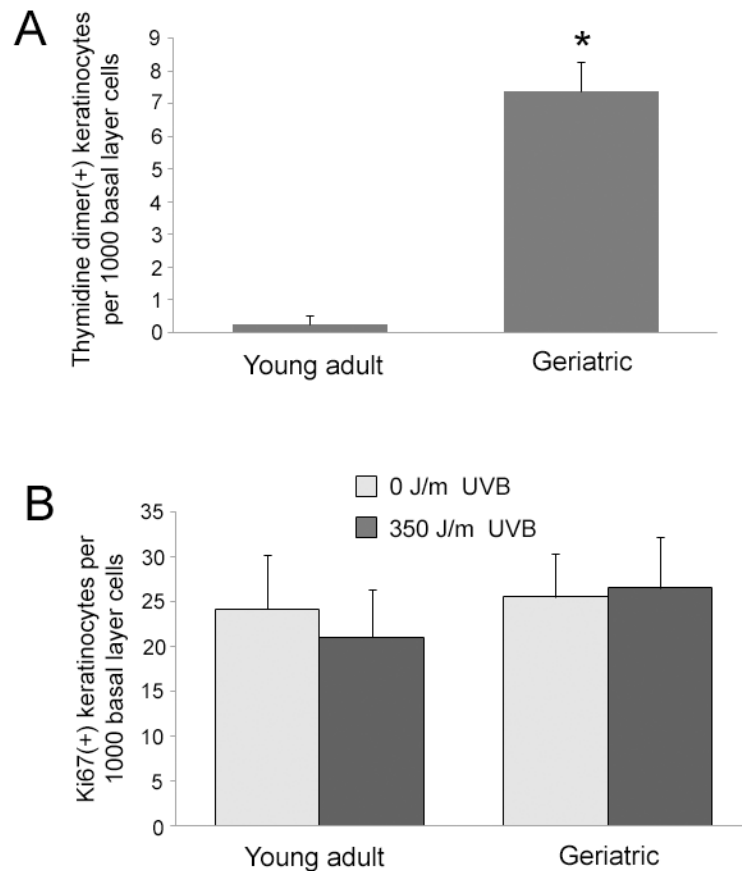 A
Thymidine dimer(+) keratinocytes
per 1000 basal layer cells
9
8
7
6
5
4
3
2
1
0
*
Young adult
Geriatric
B
Ki67(+) keratinocytes per
1000 basal layer cells
0 J/m UVB
350 J/m UVB
35
30
25
20
15
10
5
0
Young adult
Geriatric